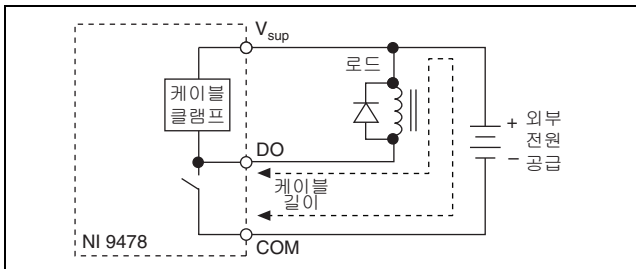 Vsup
로드
케이블
클램프
+ 외부
전원
− 공급
DO
케이블
길이
NI 9478
COM